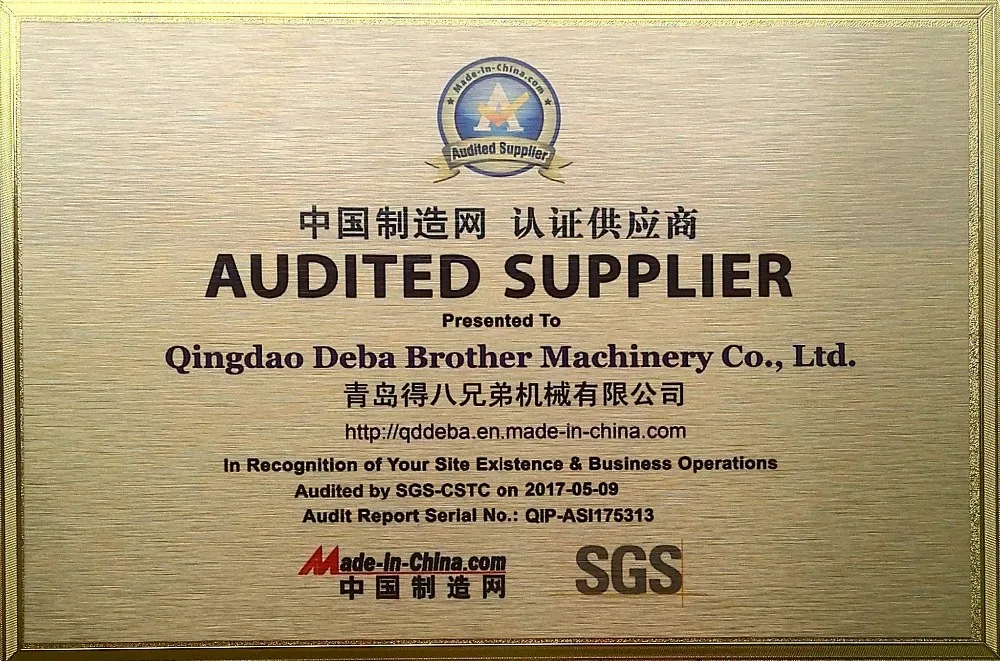 Made-in-China.com
A
Audited Supplier
中国制造网 认证供应商
AUDITED SUPPLIER
Presented To
Qingdao Deba Brother Machinery Co., Ltd.
青岛得八兄弟机械有限公司
http://qddeba.en.made-in-china.com
In Recognition of Your Site Existence & Business Operations
Audited by SGS-CSTC on 2017-05-09
Audit Report Serial No.: QIP-ASI175313
Made-in-China.com
中国制造网
SGS